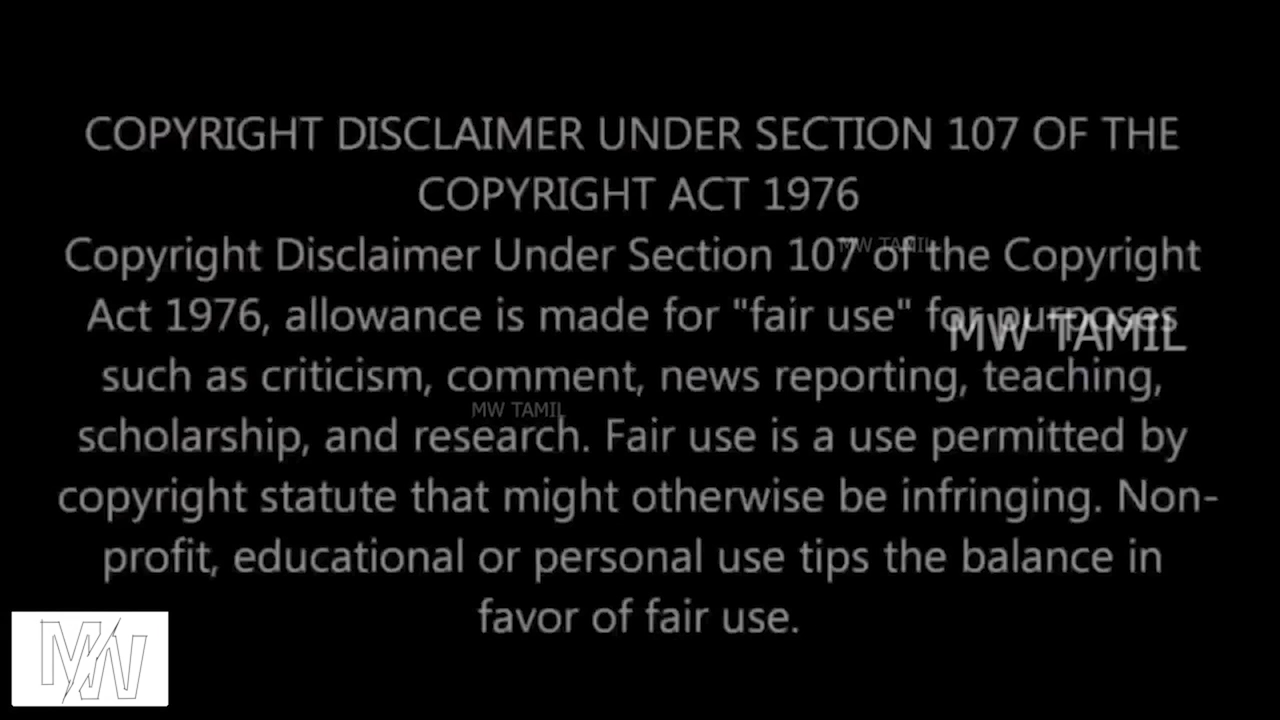 COPYRIGHT DISCLAIMER UNDER SECTION 107 OF THE
COPYRIGHT ACT 1976
Copyright Disclaimer Under Section 107 of the Copyright
MW TAMIL
Act 1976, allowance is made for "fair use" for purposes
MW TAMIL
such as criticism, comment, news reporting, teaching,
MW TAMIL
scholarship, and research. Fair use is a use permitted by
copyright statute that might otherwise be infringing. Non-
profit, educational or personal use tips the balance in
favor of fair use.
MW